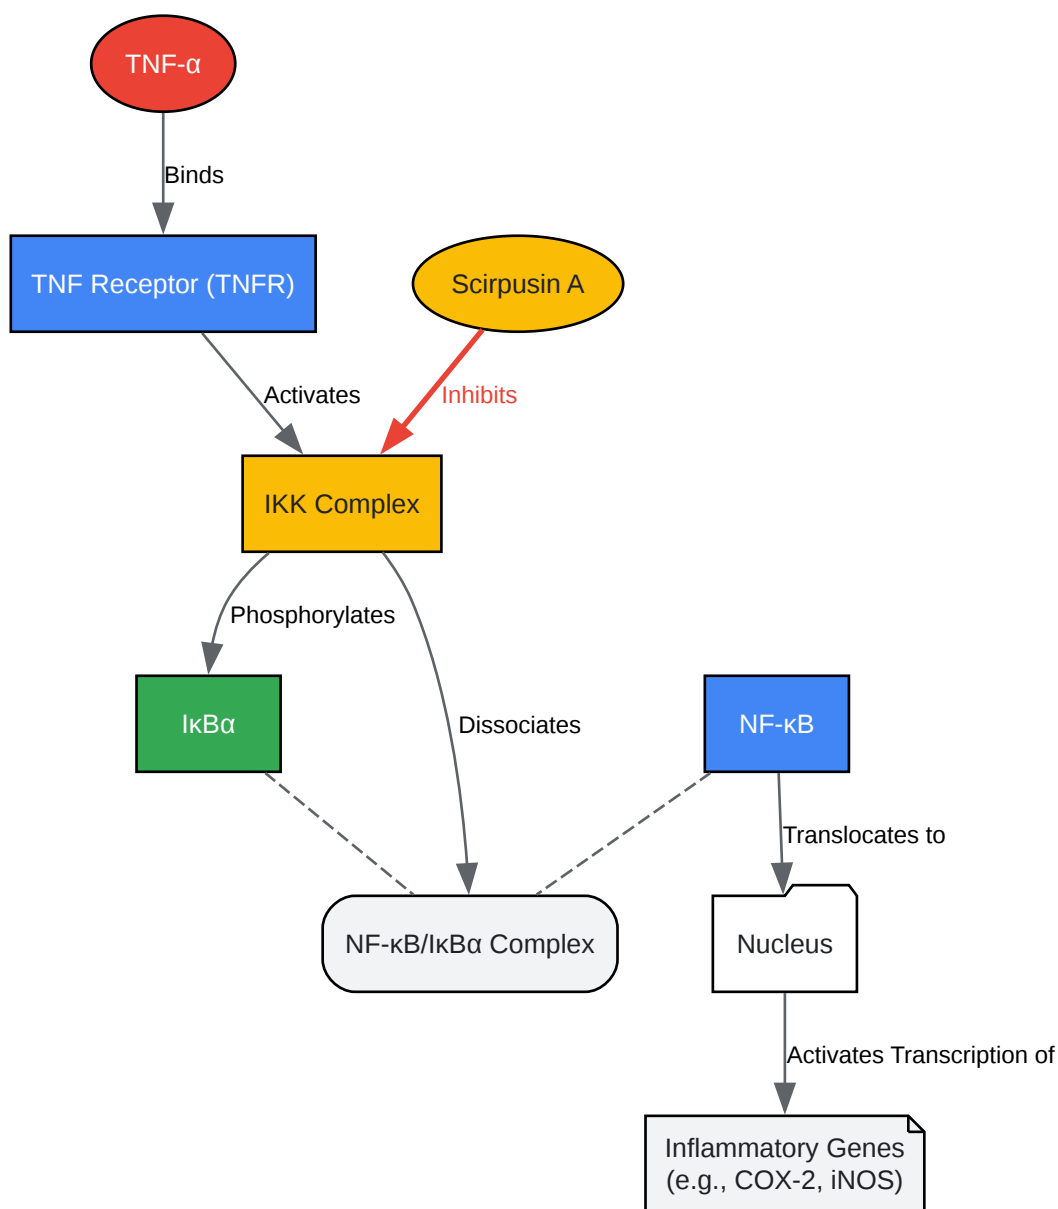 TNF-α
Binds
TNF Receptor (TNFR)
Scirpusin A
Activates
Inhibits
IKK Complex
Phosphorylates
IκBα
Dissociates
NF-κB
Translocates to
NF-κB/IκBα Complex
Nucleus
Activates Transcription of
Inflammatory Genes
(e.g., COX-2, iNOS)